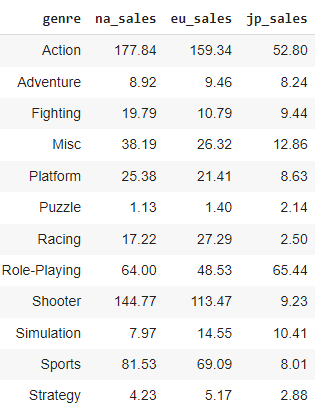 genre na_sales eu_sales jp_sales
Action 177.84 159.34 52.80
Adventure 8.92 9.46 8.24
Fighting 19.79 10.79 9.44
Misc 38.19 26.32 12.86
Platform 25.38 21.41 8.63
Puzzle 1.13 1.40 2.14
Racing 17.22 27.29 2.50
Role-Playing 64.00 48.53 65.44
Shooter 144.77 113.47 9.23
Simulation 7.97 14.55 10.41
Sports 81.53 69.09 8.01
Strategy 4.23 5.17 2.88